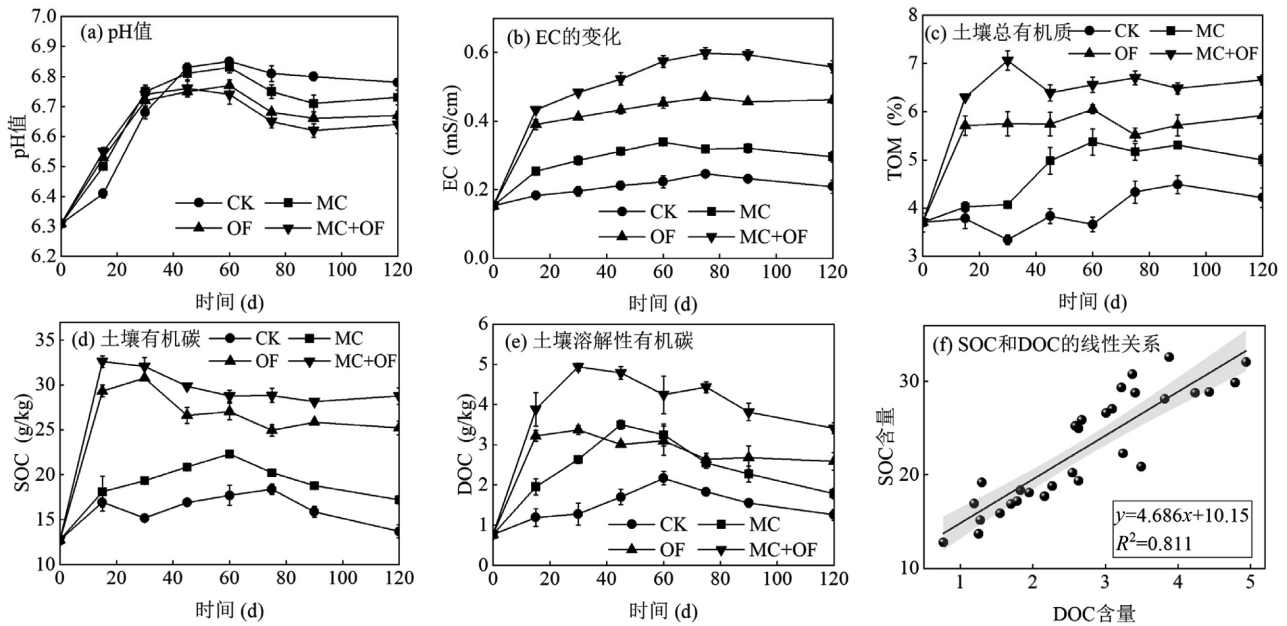 (a) pH值
pH值
7.0
6.9
6.8
6.7
6.6
6.5
6.4
6.3
6.2
CK
MC
OF
MC+OF
0
20
40
60
80
100
120
时间 (d)
(b) EC的变化
EC (mS/cm)
0.6
0.4
0.2
0.0
CK
MC
OF
MC+OF
0
20
40
60
80
100
120
时间 (d)
(c) 土壤总有机质
TOM (%)
8
7
6
5
4
3
CK
MC
OF
MC+OF
0
20
40
60
80
100
120
时间 (d)
(d) 土壤有机碳
SOC (g/kg)
35
30
25
20
15
10
CK
MC
OF
MC+OF
0
20
40
60
80
100
120
时间 (d)
(e) 土壤溶解性有机碳
DOC (g/kg)
6
5
4
3
2
1
0
CK
MC
OF
MC+OF
0
20
40
60
80
100
120
时间 (d)
(f) SOC和DOC的线性关系
SOC含量
30
20
10
y=4.686x+10.15
R²=0.811
1
2
3
4
5
DOC含量